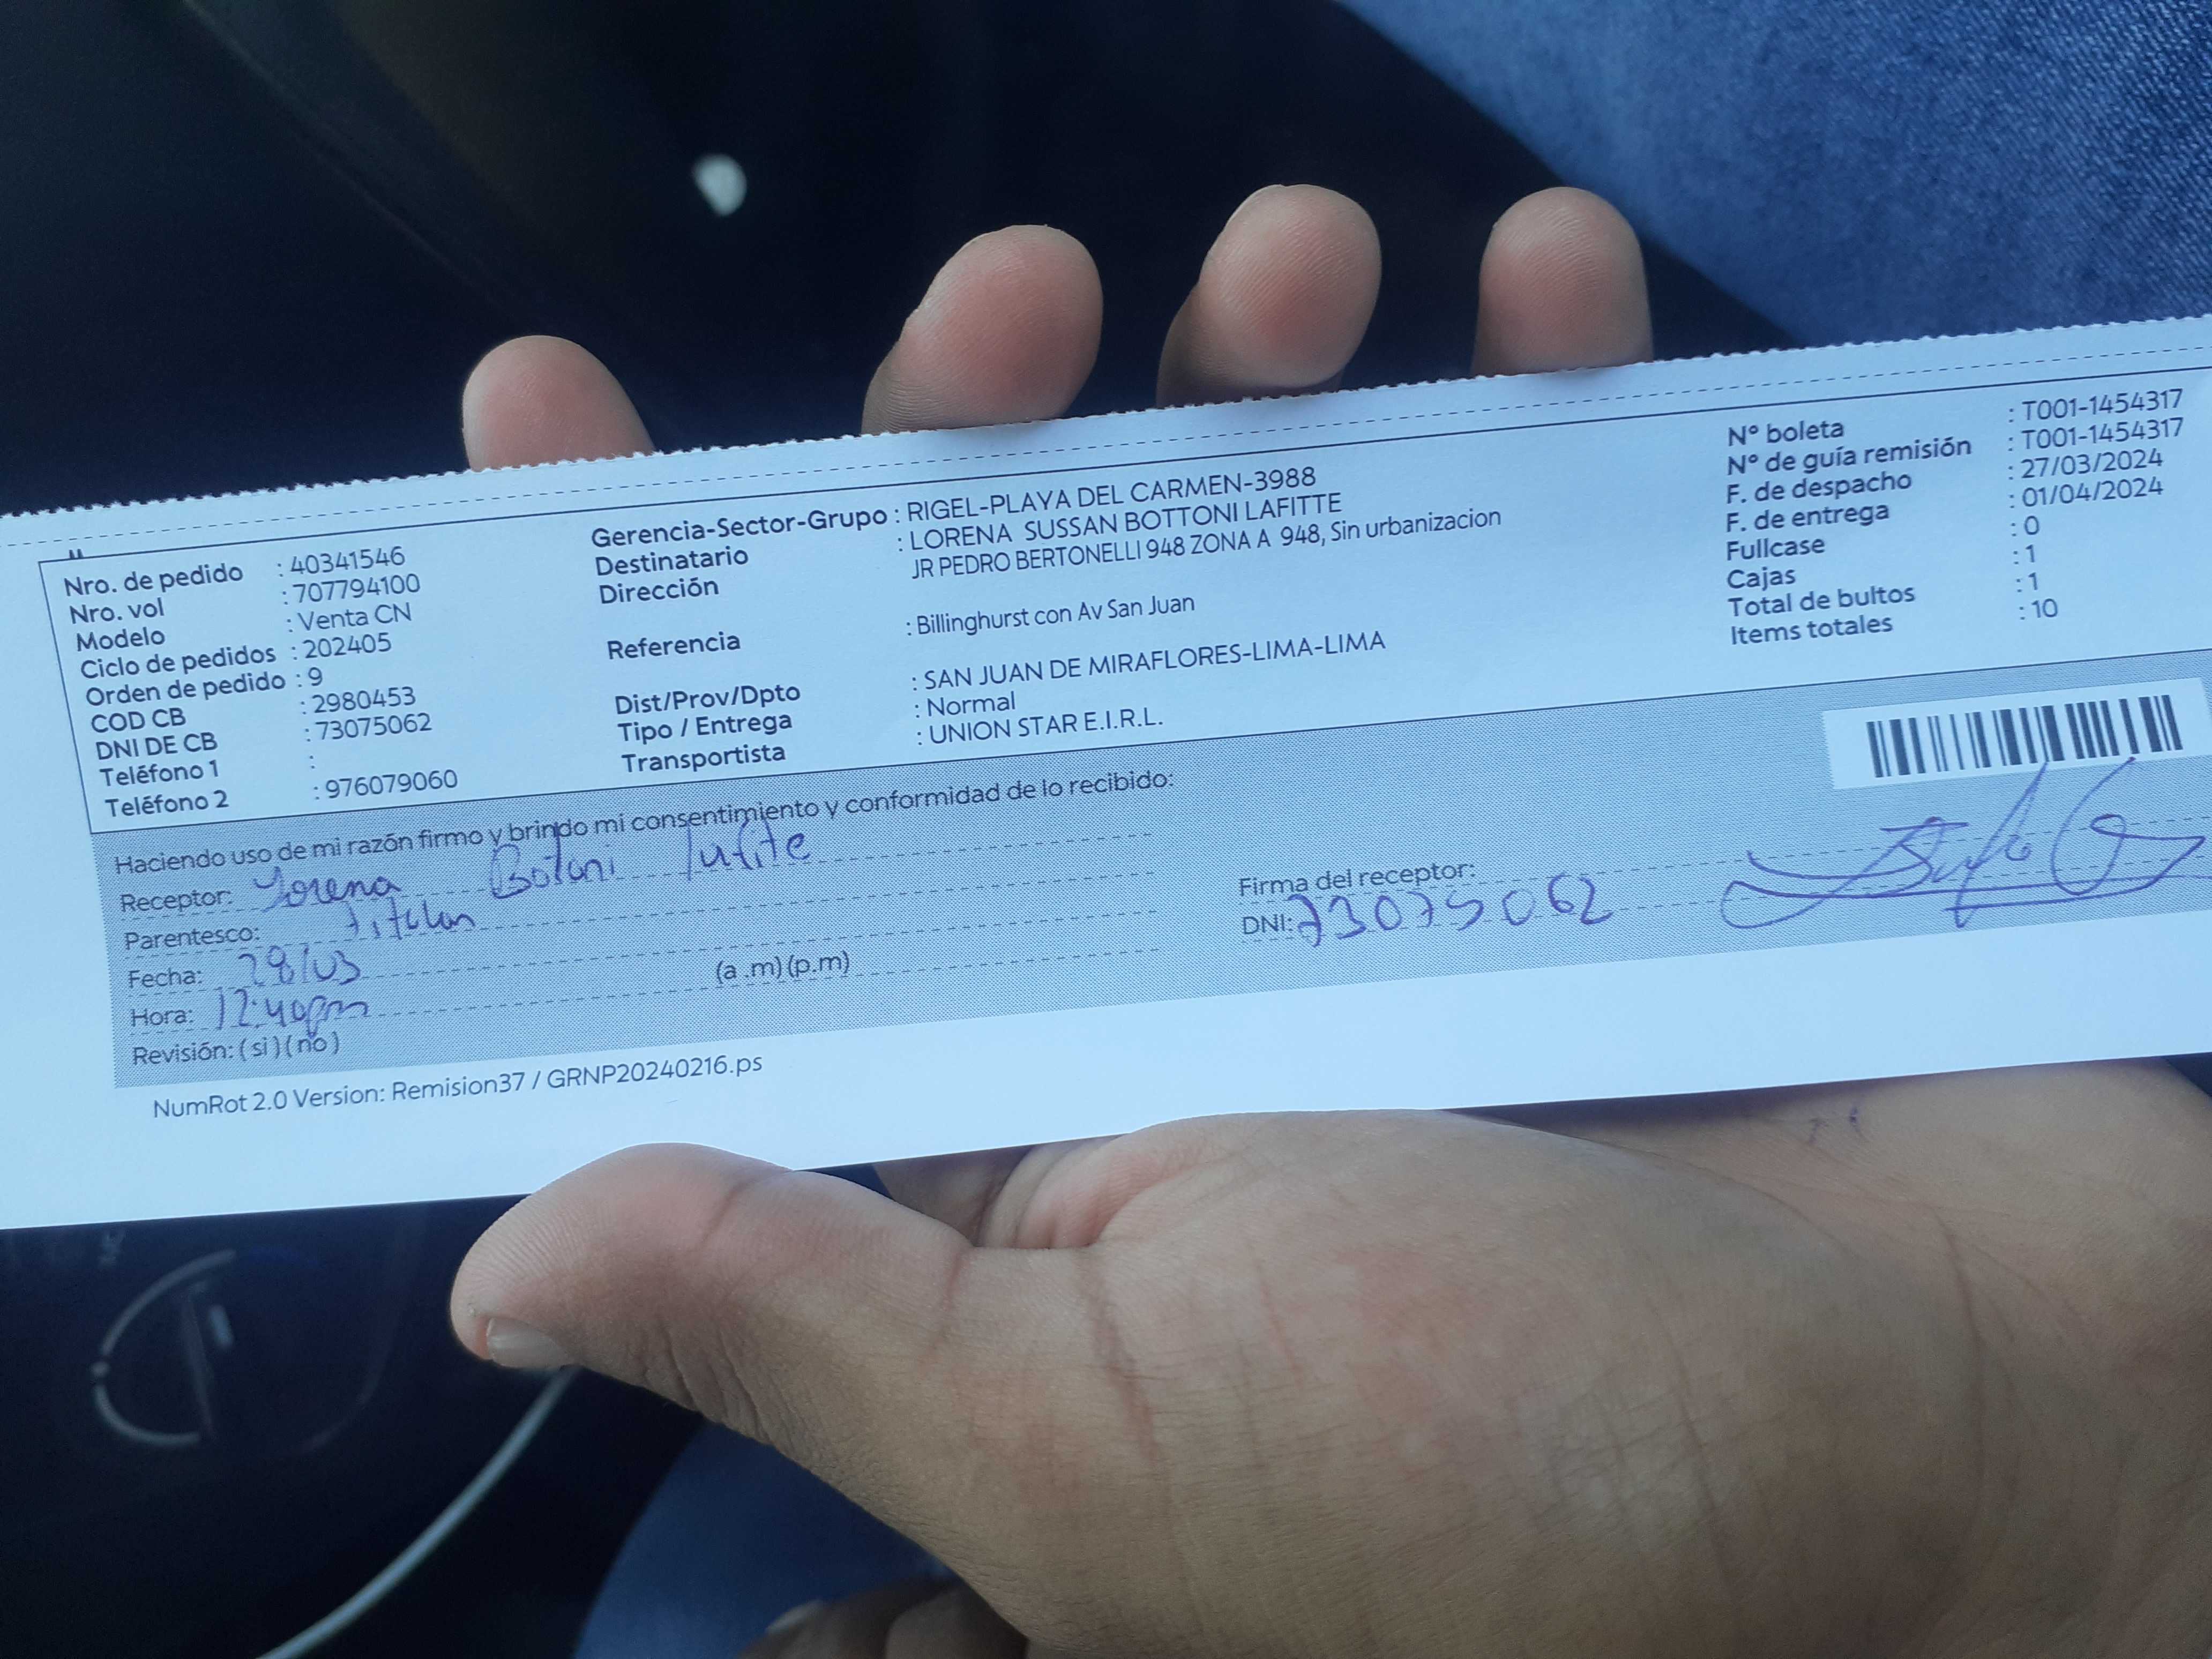 Nro. de pedido : 40341546
Nro. vol : 707794100
Modelo : Venta CN
Ciclo de pedidos : 202405
Orden de pedido : 9
COD CB : 2980453
DNI DE CB : 73075062
Teléfono 1 :
Teléfono 2 : 976079060
Gerencia-Sector-Grupo : RIGEL-PLAYA DEL CARMEN-3988
Destinatario : LORENA SUSSAN BOTTONI LAFITTE
Dirección JR PEDRO BERTONELLI 948 ZONA A 948, Sin urbanizacion
Referencia : Billinghurst con Av San Juan
Dist/Prov/Dpto : SAN JUAN DE MIRAFLORES-LIMA-LIMA
Tipo / Entrega : Normal
Transportista : UNION STAR E.I.R.L.
N° boleta : T001-1454317
N° de guía remisión : T001-1454317
F. de despacho : 27/03/2024
F. de entrega : 01/04/2024
Fullcase : 0
Cajas : 1
Total de bultos : 1
Items totales : 10
Haciendo uso de mi razón firmo y brindo mi consentimiento y conformidad de lo recibido:
Receptor: Lorena Botoni Lafite
Parentesco: titular
Fecha: 28/03
Hora: 12:40pm (a .m) (p.m)
Revisión: ( si ) ( no )
Firma del receptor:
DNI: 73075062
NumRot 2.0 Version: Remision37 / GRNP20240216.ps